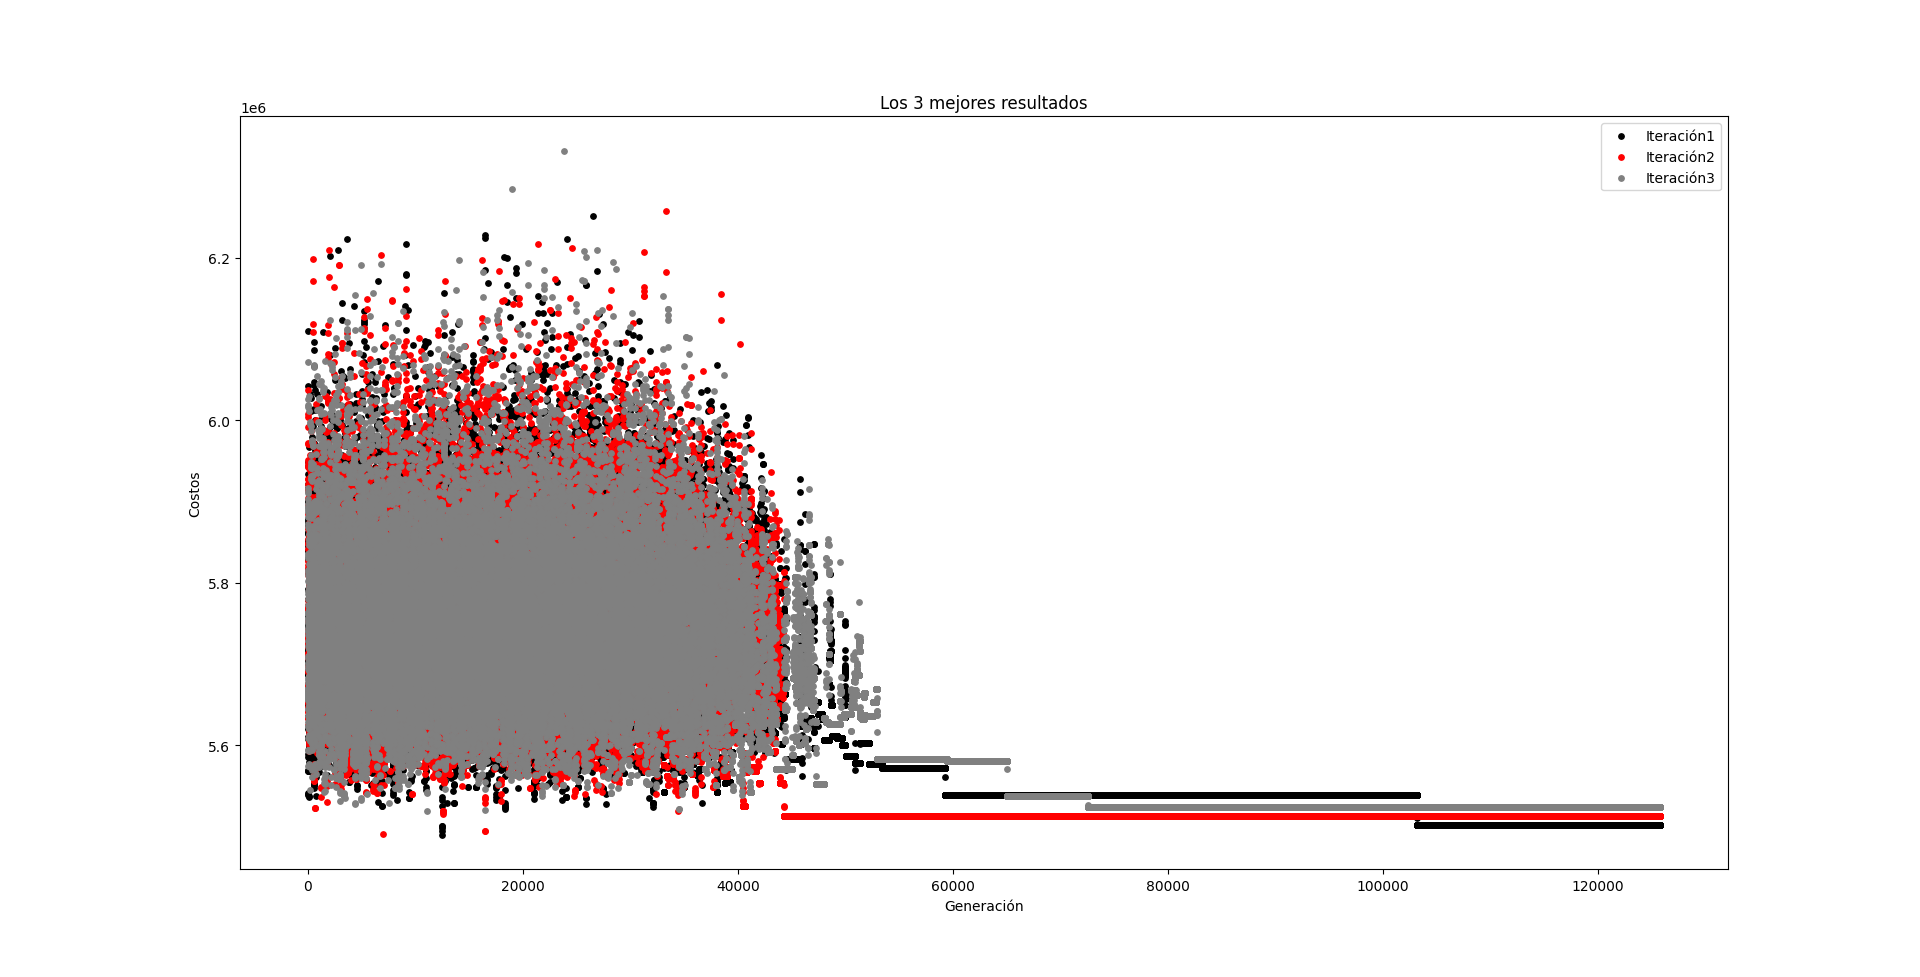 Los 3 mejores resultados
1e6
Iteración1
Iteración2
Iteración3
6.2
6.0
5.8
5.6
Costos
0 20000 40000 60000 80000 100000 120000
Generación